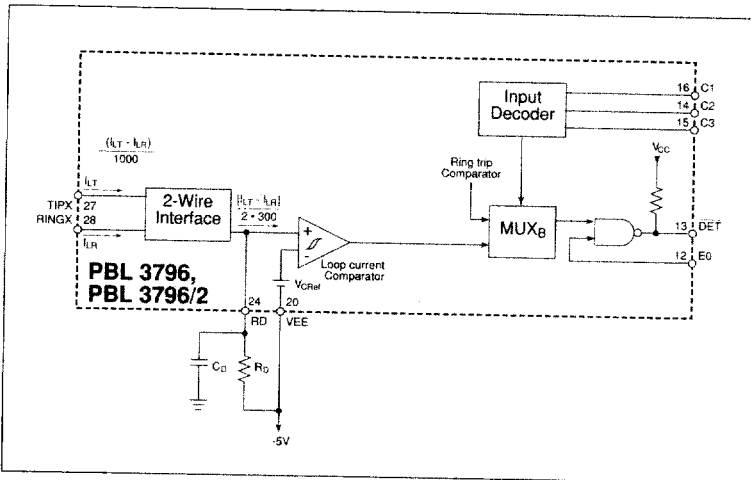 16 C1
14 C2
15 C3
Input
Decoder
(ILT - ILR)
1000
VCC
Ring trip
Comparator
ILT
TIPX 27
RINGX 28
ILR
2-Wire
Interface
|ILT - ILR|
2 • 300
+
-
Loop current
Comparator
MUXB
13 DET
12 E0
VCRef
PBL 3796,
PBL 3796/2
24 20
RD VEE
CD RD
-5V